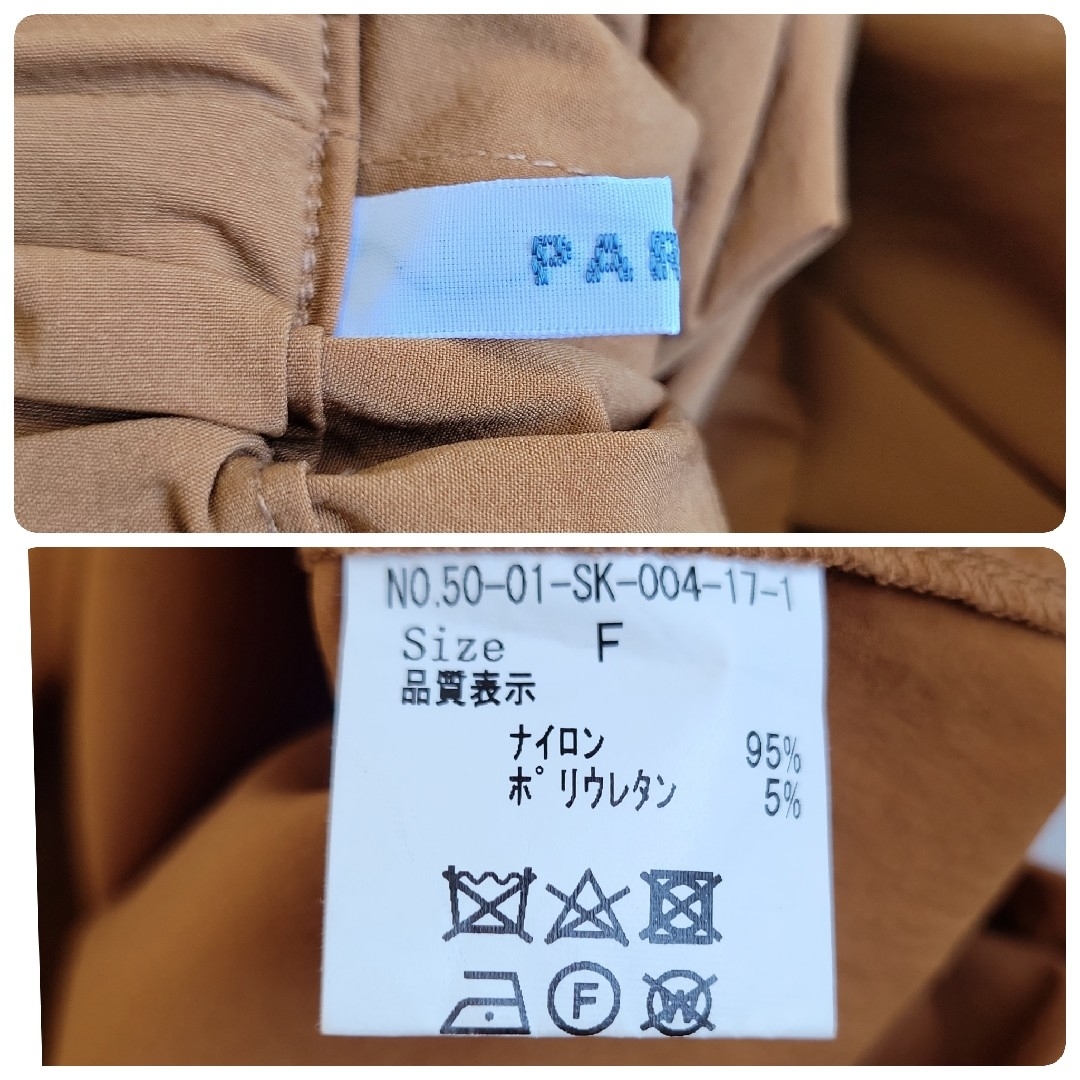 PAR
NO.50-01-SK-004-17-1
Size F
品質表示
ナイロン 95%
ポリウレタン 5%
F
W